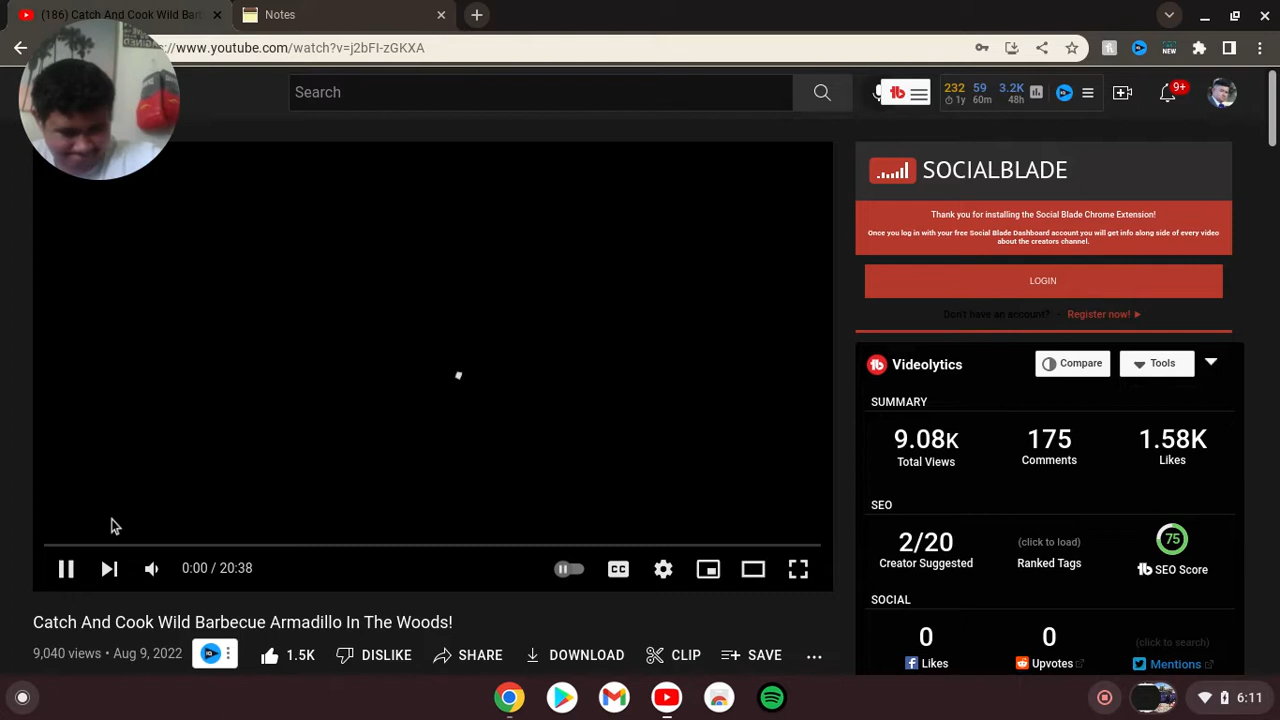 (186) Catch And Cook Wild Bar
Notes
://www.youtube.com/watch?v=j2bFI-zGKXA
NEW
Search
232 59 3.2K
1y 60m 48h
9+
SOCIALBLADE
Thank you for installing the Social Blade Chrome Extension!
Once you log in with your free Social Blade Dashboard account you will get info along side of every video
about the creators channel.
LOGIN
Don't have an account? - Register now!
Videolytics Compare Tools
SUMMARY
9.08K 175 1.58K
Total Views Comments Likes
SEO
2/20 (click to load) 75
Creator Suggested Ranked Tags SEO Score
SOCIAL
0 0 (click to search)
Likes Upvotes Mentions
0:00 / 20:38
CC
Catch And Cook Wild Barbecue Armadillo In The Woods!
9,040 views • Aug 9, 2022 1.5K DISLIKE SHARE DOWNLOAD CLIP SAVE ...
6:11